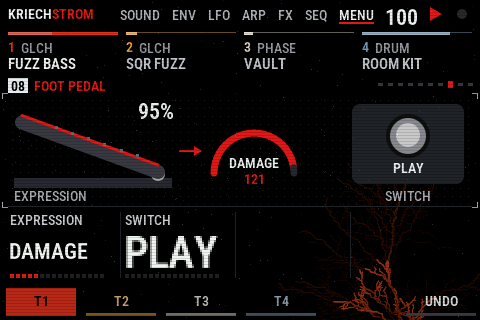 KRIECHSTROM SOUND ENV LFO ARP FX SEQ MENU 100
1 GLCH 2 GLCH 3 PHASE 4 DRUM
FUZZ BASS SQR FUZZ VAULT ROOM KIT
08 FOOT PEDAL
95%
DAMAGE
121
PLAY
EXPRESSION SWITCH
EXPRESSION SWITCH
DAMAGE PLAY
T1 T2 T3 T4 UNDO